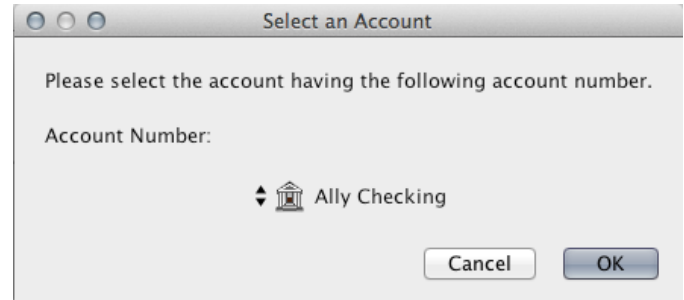 Select an Account
Please select the account having the following account number.
Account Number:
Ally Checking
Cancel OK